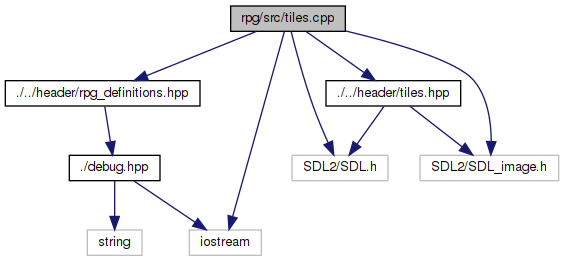 rpg/src/tiles.cpp
./../header/rpg_definitions.hpp
./../header/tiles.hpp
./debug.hpp
SDL2/SDL.h
SDL2/SDL_image.h
string
iostream